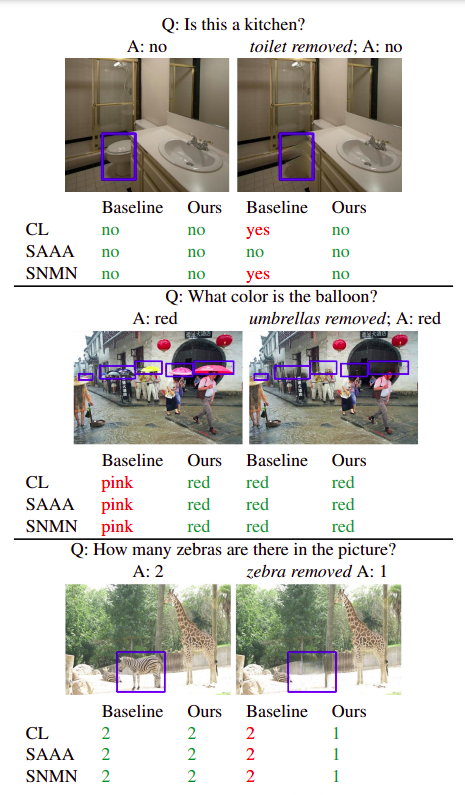 Q: Is this a kitchen?
A: no toilet removed; A: no
Baseline Ours Baseline Ours
CL no no yes no
SAAA no no no no
SNMN no no yes no
Q: What color is the balloon?
A: red umbrellas removed; A: red
Baseline Ours Baseline Ours
CL pink red red red
SAAA pink red red red
SNMN pink red red red
Q: How many zebras are there in the picture?
A: 2 zebra removed A: 1
Baseline Ours Baseline Ours
CL 2 2 2 1
SAAA 2 2 2 1
SNMN 2 2 2 1